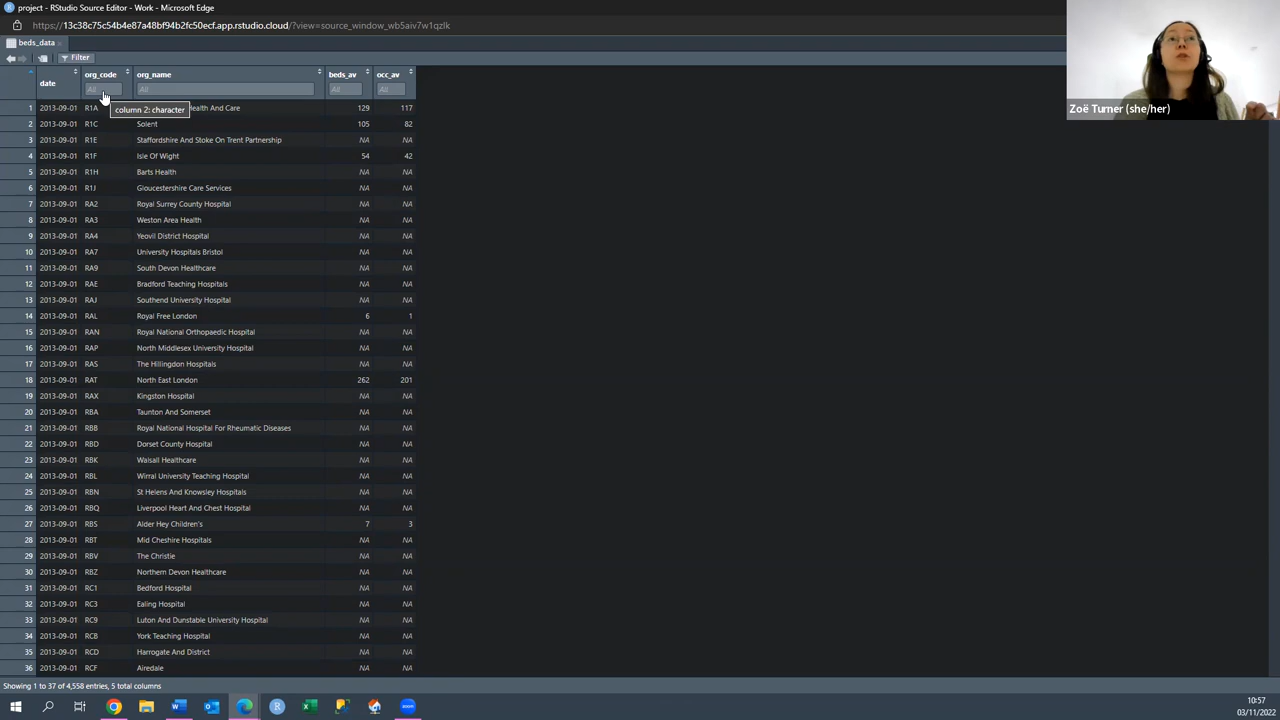 project - RStudio Source Editor - Work - Microsoft Edge
https://13c38c75c54b4e87a48bf94b2fc50ecf.app.rstudio.cloud/?view=source_window_wb5aiv7w1qzlk
beds_data
Filter
date org_code org_name beds_av occ_av
All All All All
column 2: character
1 2013-09-01 R1A Health And Care 129 117
2 2013-09-01 R1C Solent 105 82
3 2013-09-01 R1E Staffordshire And Stoke On Trent Partnership NA NA
4 2013-09-01 R1F Isle Of Wight 54 42
5 2013-09-01 R1H Barts Health NA NA
6 2013-09-01 R1J Gloucestershire Care Services NA NA
7 2013-09-01 RA2 Royal Surrey County Hospital NA NA
8 2013-09-01 RA3 Weston Area Health NA NA
9 2013-09-01 RA4 Yeovil District Hospital NA NA
10 2013-09-01 RA7 University Hospitals Bristol NA NA
11 2013-09-01 RA9 South Devon Healthcare NA NA
12 2013-09-01 RAE Bradford Teaching Hospitals NA NA
13 2013-09-01 RAJ Southend University Hospital NA NA
14 2013-09-01 RAL Royal Free London 6 1
15 2013-09-01 RAN Royal National Orthopaedic Hospital NA NA
16 2013-09-01 RAP North Middlesex University Hospital NA NA
17 2013-09-01 RAS The Hillingdon Hospitals NA NA
18 2013-09-01 RAT North East London 262 201
19 2013-09-01 RAX Kingston Hospital NA NA
20 2013-09-01 RBA Taunton And Somerset NA NA
21 2013-09-01 RBB Royal National Hospital For Rheumatic Diseases NA NA
22 2013-09-01 RBD Dorset County Hospital NA NA
23 2013-09-01 RBK Walsall Healthcare NA NA
24 2013-09-01 RBL Wirral University Teaching Hospital NA NA
25 2013-09-01 RBN St Helens And Knowsley Hospitals NA NA
26 2013-09-01 RBQ Liverpool Heart And Chest Hospital NA NA
27 2013-09-01 RBS Alder Hey Children's 7 3
28 2013-09-01 RBT Mid Cheshire Hospitals NA NA
29 2013-09-01 RBV The Christie NA NA
30 2013-09-01 RBZ Northern Devon Healthcare NA NA
31 2013-09-01 RC1 Bedford Hospital NA NA
32 2013-09-01 RC3 Ealing Hospital NA NA
33 2013-09-01 RC9 Luton And Dunstable University Hospital NA NA
34 2013-09-01 RCB York Teaching Hospital NA NA
35 2013-09-01 RCD Harrogate And District NA NA
36 2013-09-01 RCF Airedale NA NA
Showing 1 to 37 of 4,558 entries, 5 total columns
Zoë Turner (she/her)
10:57
03/11/2022